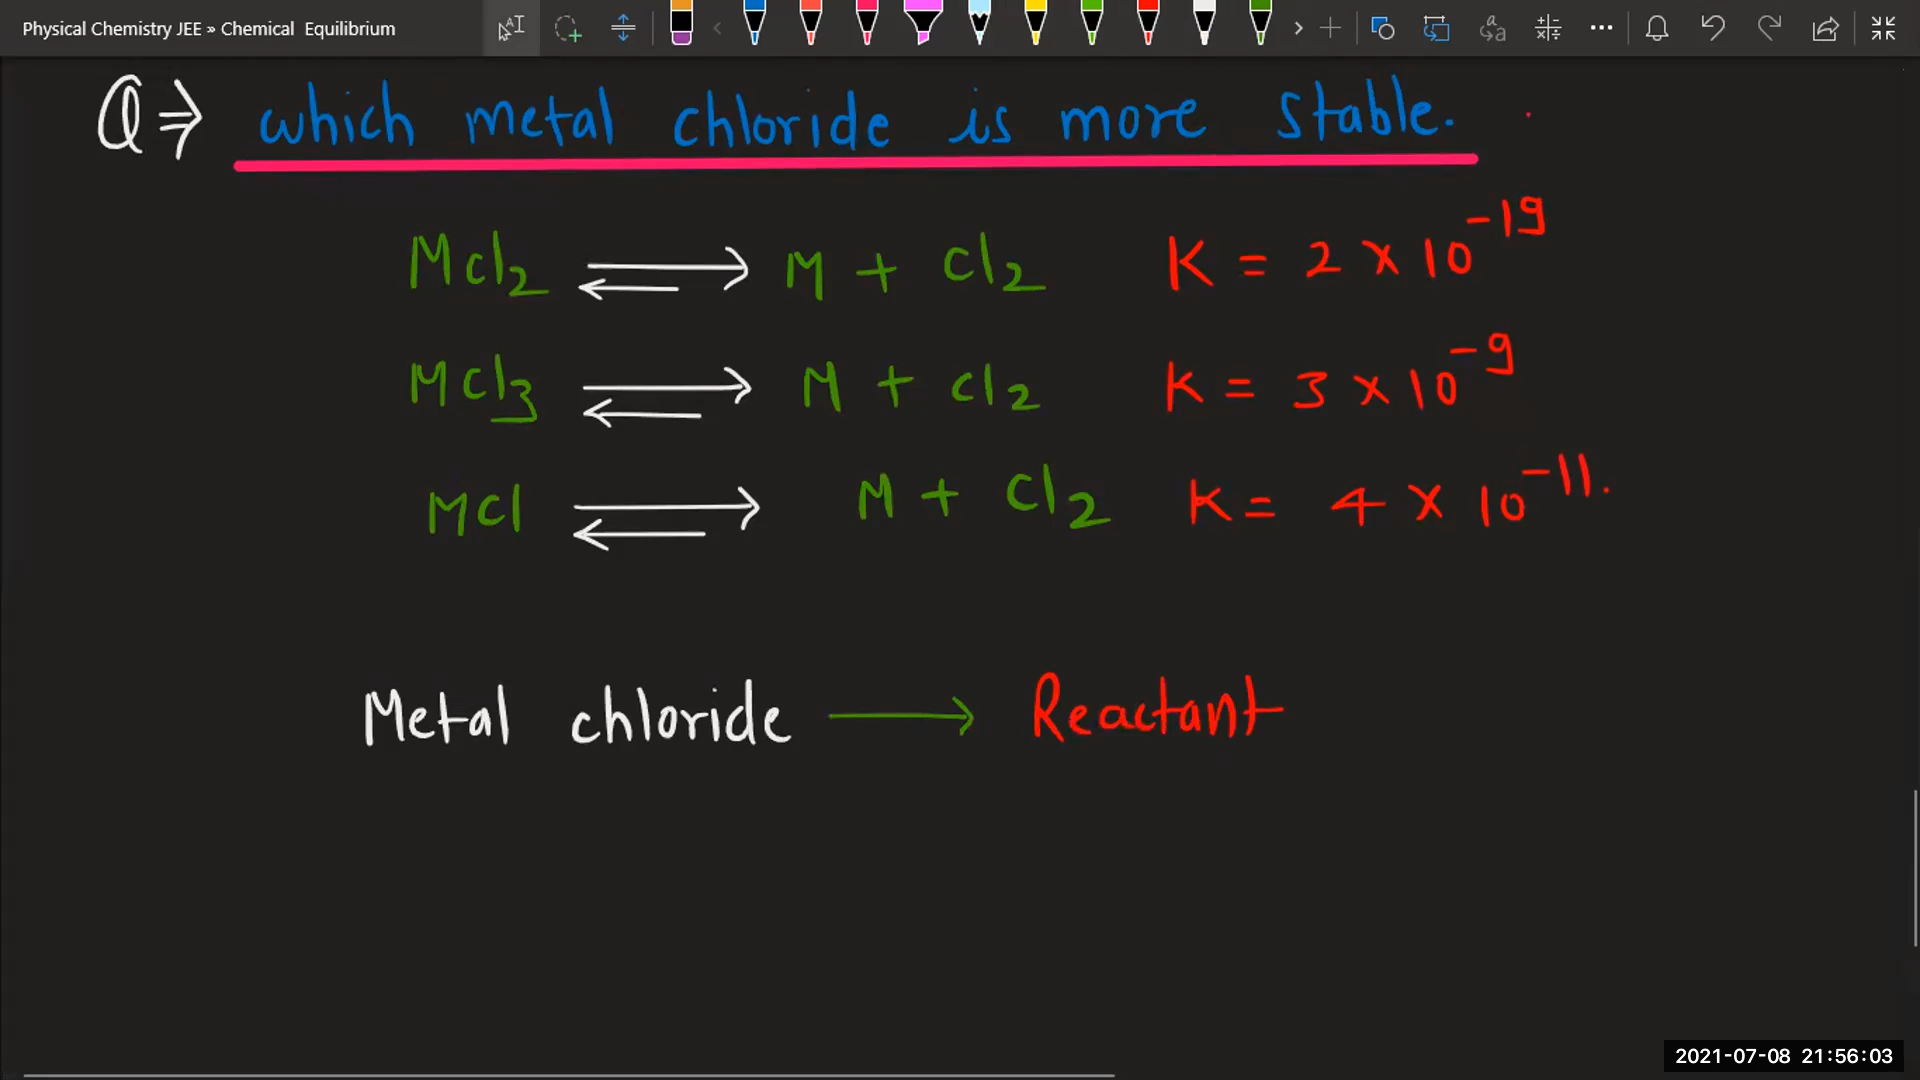 Physical Chemistry JEE » Chemical Equilibrium
Q ⇒ which metal chloride is more stable.
MCl₂ ⇌ M + Cl₂ K = 2 × 10⁻¹⁹
MCl₃ ⇌ M + Cl₂ K = 3 × 10⁻⁹
MCl ⇌ M + Cl₂ K = 4 × 10⁻¹¹.
Metal chloride → Reactant
2021-07-08 21:56:03